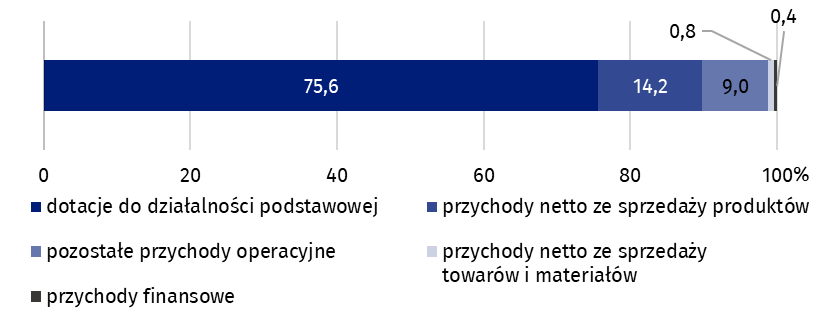 0,4
0,8
75,6
14,2
9,0
0
20
40
60
80
100%
dotacje do działalności podstawowej
przychody netto ze sprzedaży produktów
pozostałe przychody operacyjne
przychody netto ze sprzedaży
towarów i materiałów
przychody finansowe